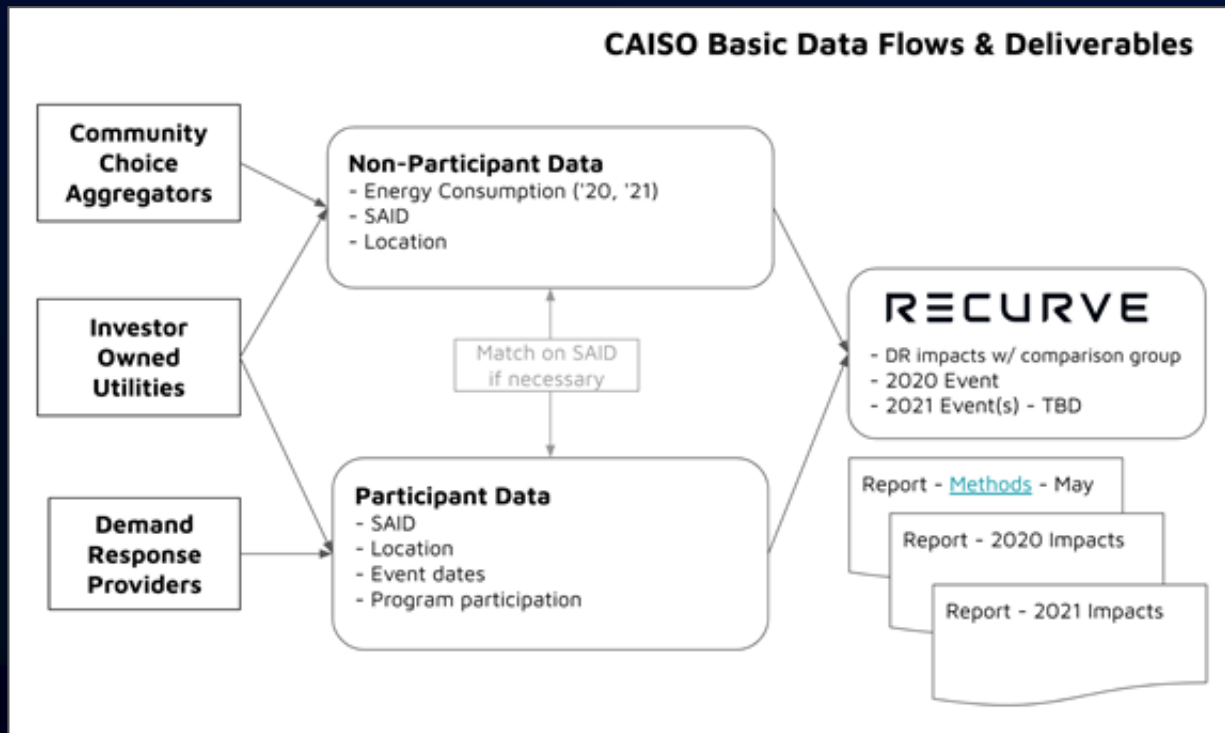 CAISO Basic Data Flows & Deliverables
Community
Choice
Aggregators
Investor
Owned
Utilities
Demand
Response
Providers
Non-Participant Data
- Energy Consumption ('20, '21)
- SAID
- Location
Match on SAID
if necessary
Participant Data
- SAID
- Location
- Event dates
- Program participation
RECURVE
- DR impacts w/ comparison group
- 2020 Event
- 2021 Event(s) - TBD
Report - Methods - May
Report - 2020 Impacts
Report - 2021 Impacts